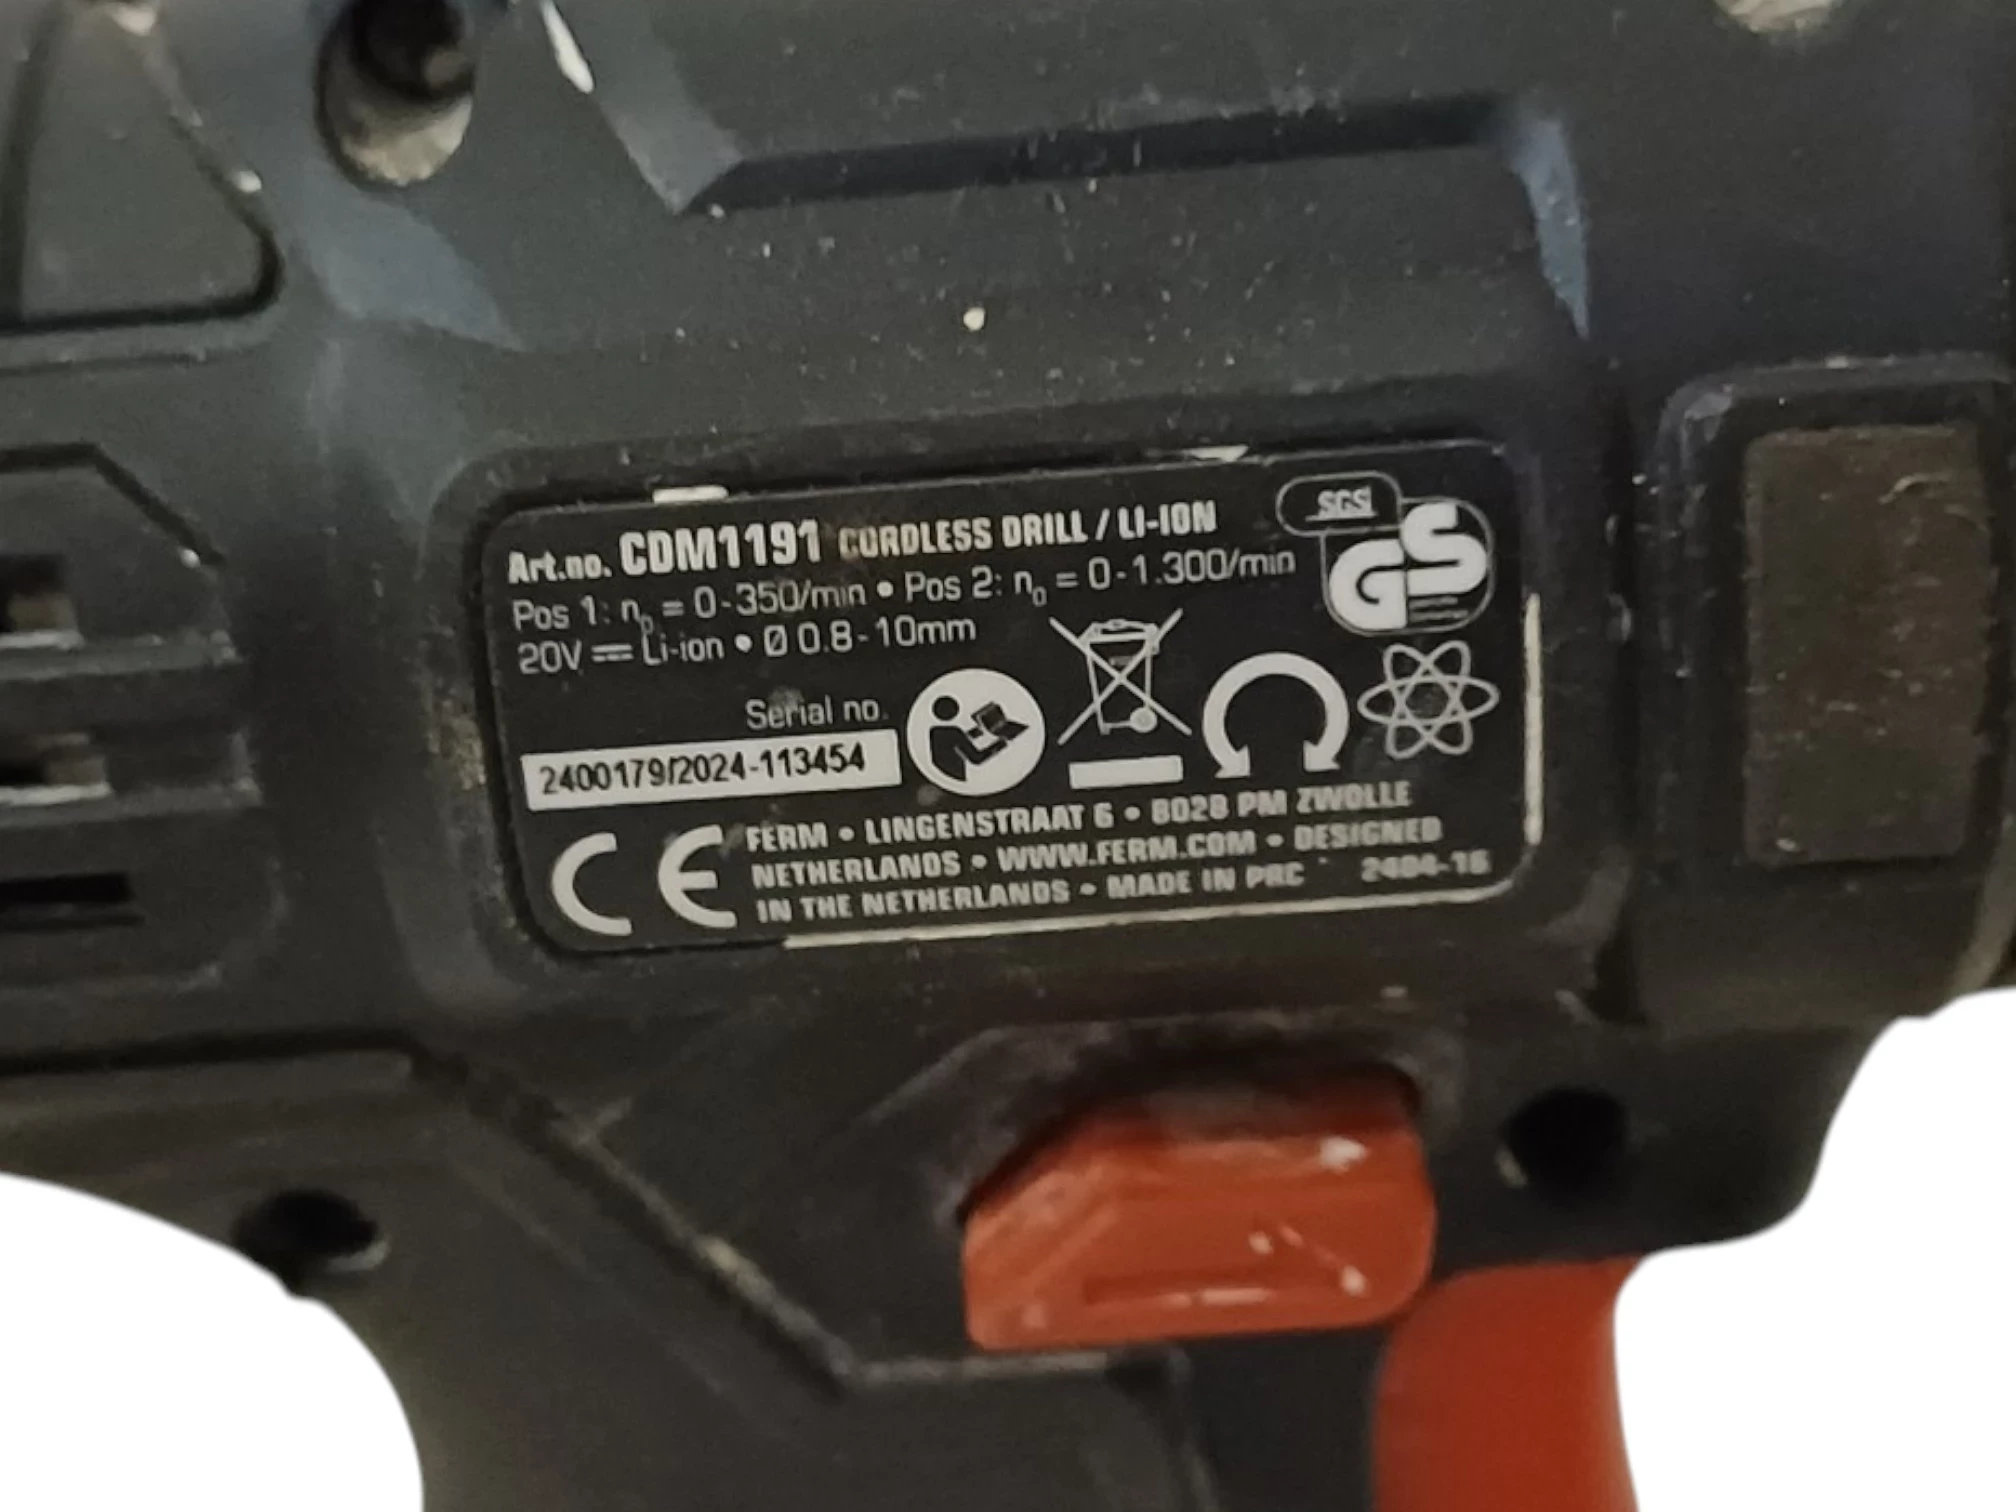 Art.no. CDM1191 CORDLESS DRILL / LI-ION
Pos 1: n₀ = 0-350/min • Pos 2: n₀ = 0-1.300/min
20V ⎓ Li-ion • Ø 0.8-10mm
SGS
GS
Serial no.
2400179/2024-113454
CE
FERM • LINGENSTRAAT 6 • 8028 PM ZWOLLE
NETHERLANDS • WWW.FERM.COM • DESIGNED
IN THE NETHERLANDS • MADE IN PRC 2404-16